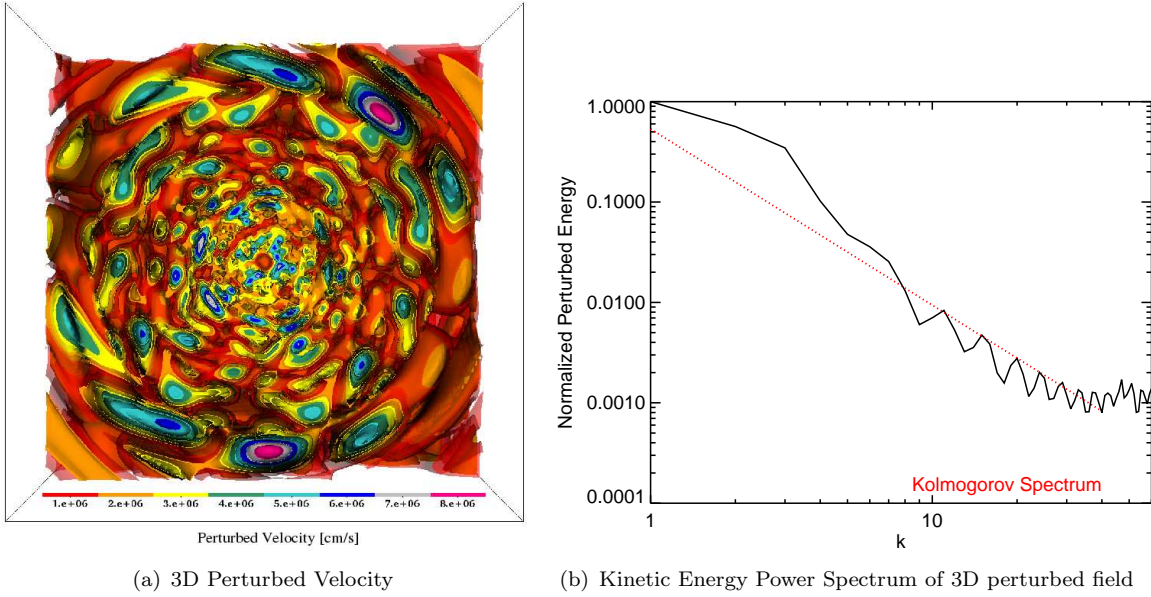 1.e+06 2.e+06 3.e+06 4.e+06 5.e+06 6.e+06 7.e+06 8.e+06
Perturbed Velocity [cm/s]
(a) 3D Perturbed Velocity
Normalized Perturbed Energy
1.0000
0.1000
0.0100
0.0010
0.0001
Kolmogorov Spectrum
1 10
k
(b) Kinetic Energy Power Spectrum of 3D perturbed field